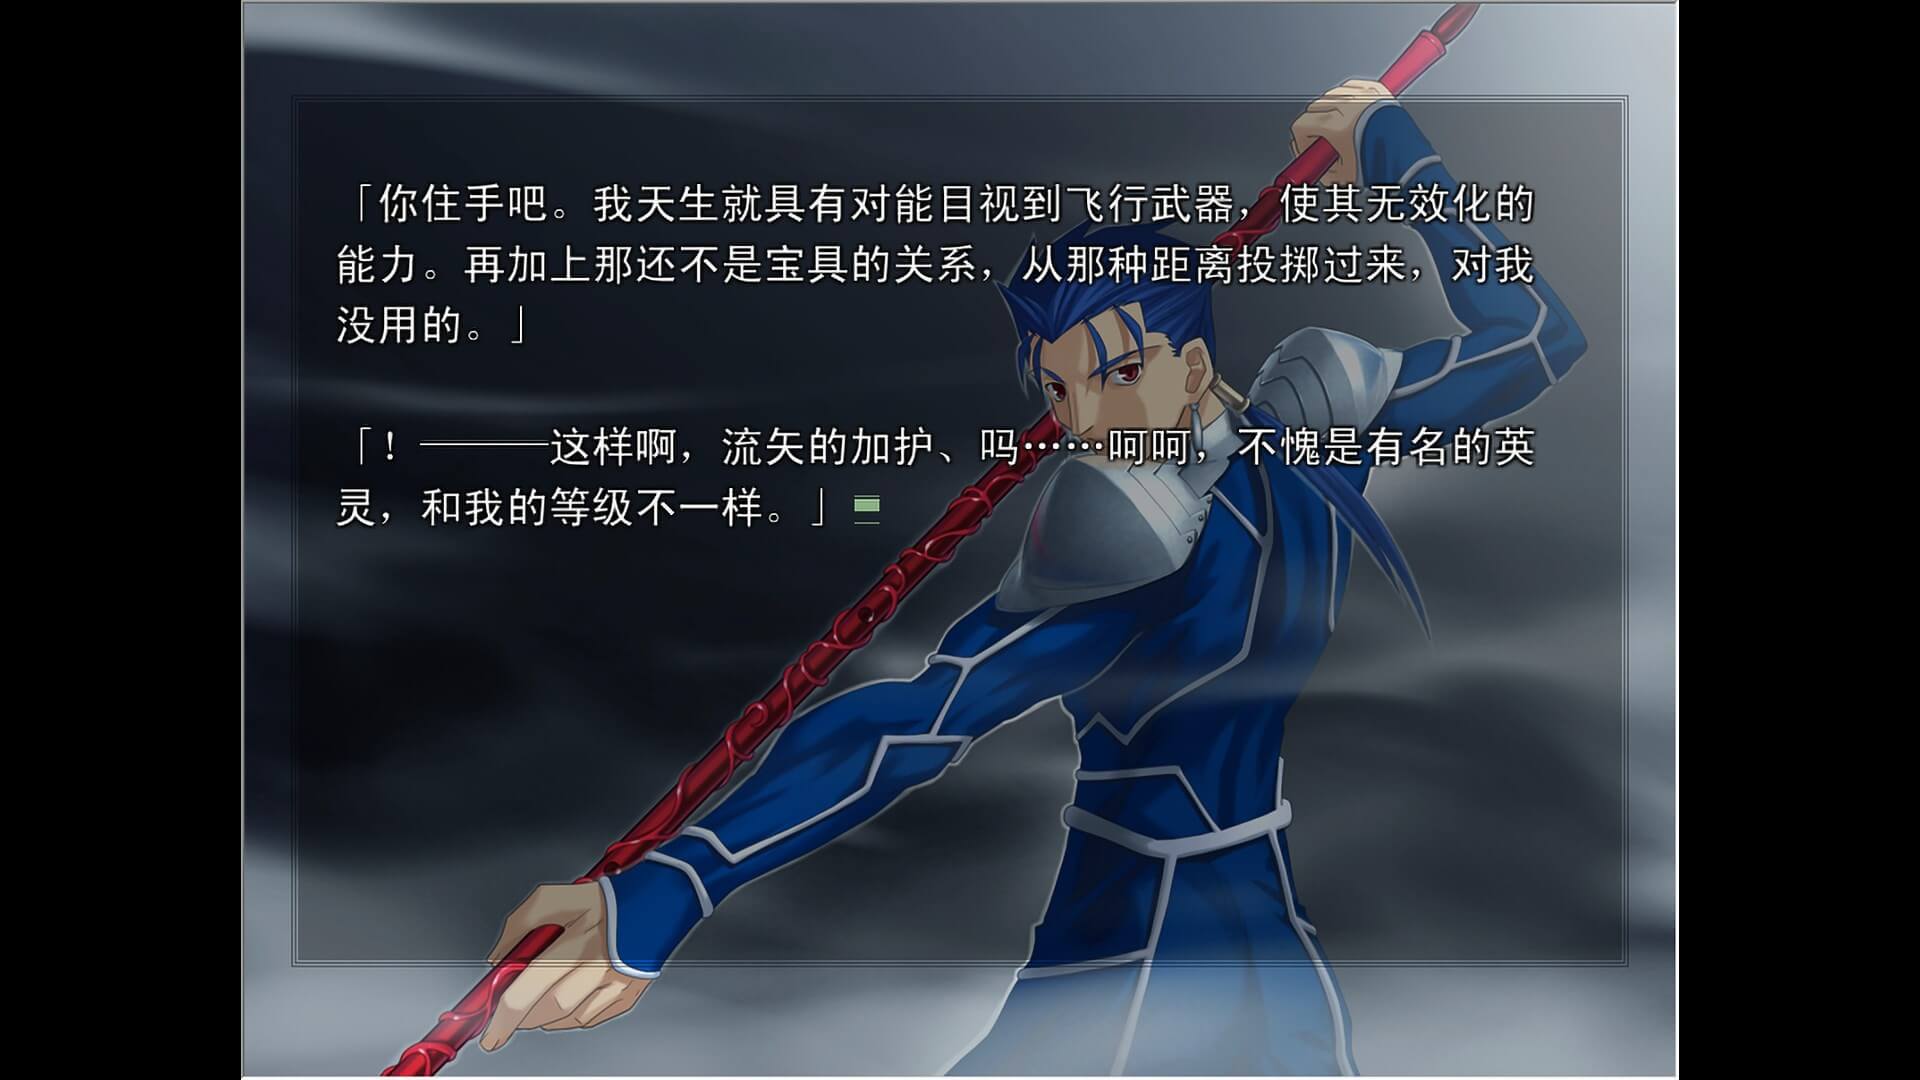 「你住手吧。我天生就具有对能目视到飞行武器，使其无效化的
能力。再加上那还不是宝具的关系，从那种距离投掷过来，对我
没用的。」
「！———这样啊，流矢的加护、吗……呵呵，不愧是有名的英
灵，和我的等级不一样。」